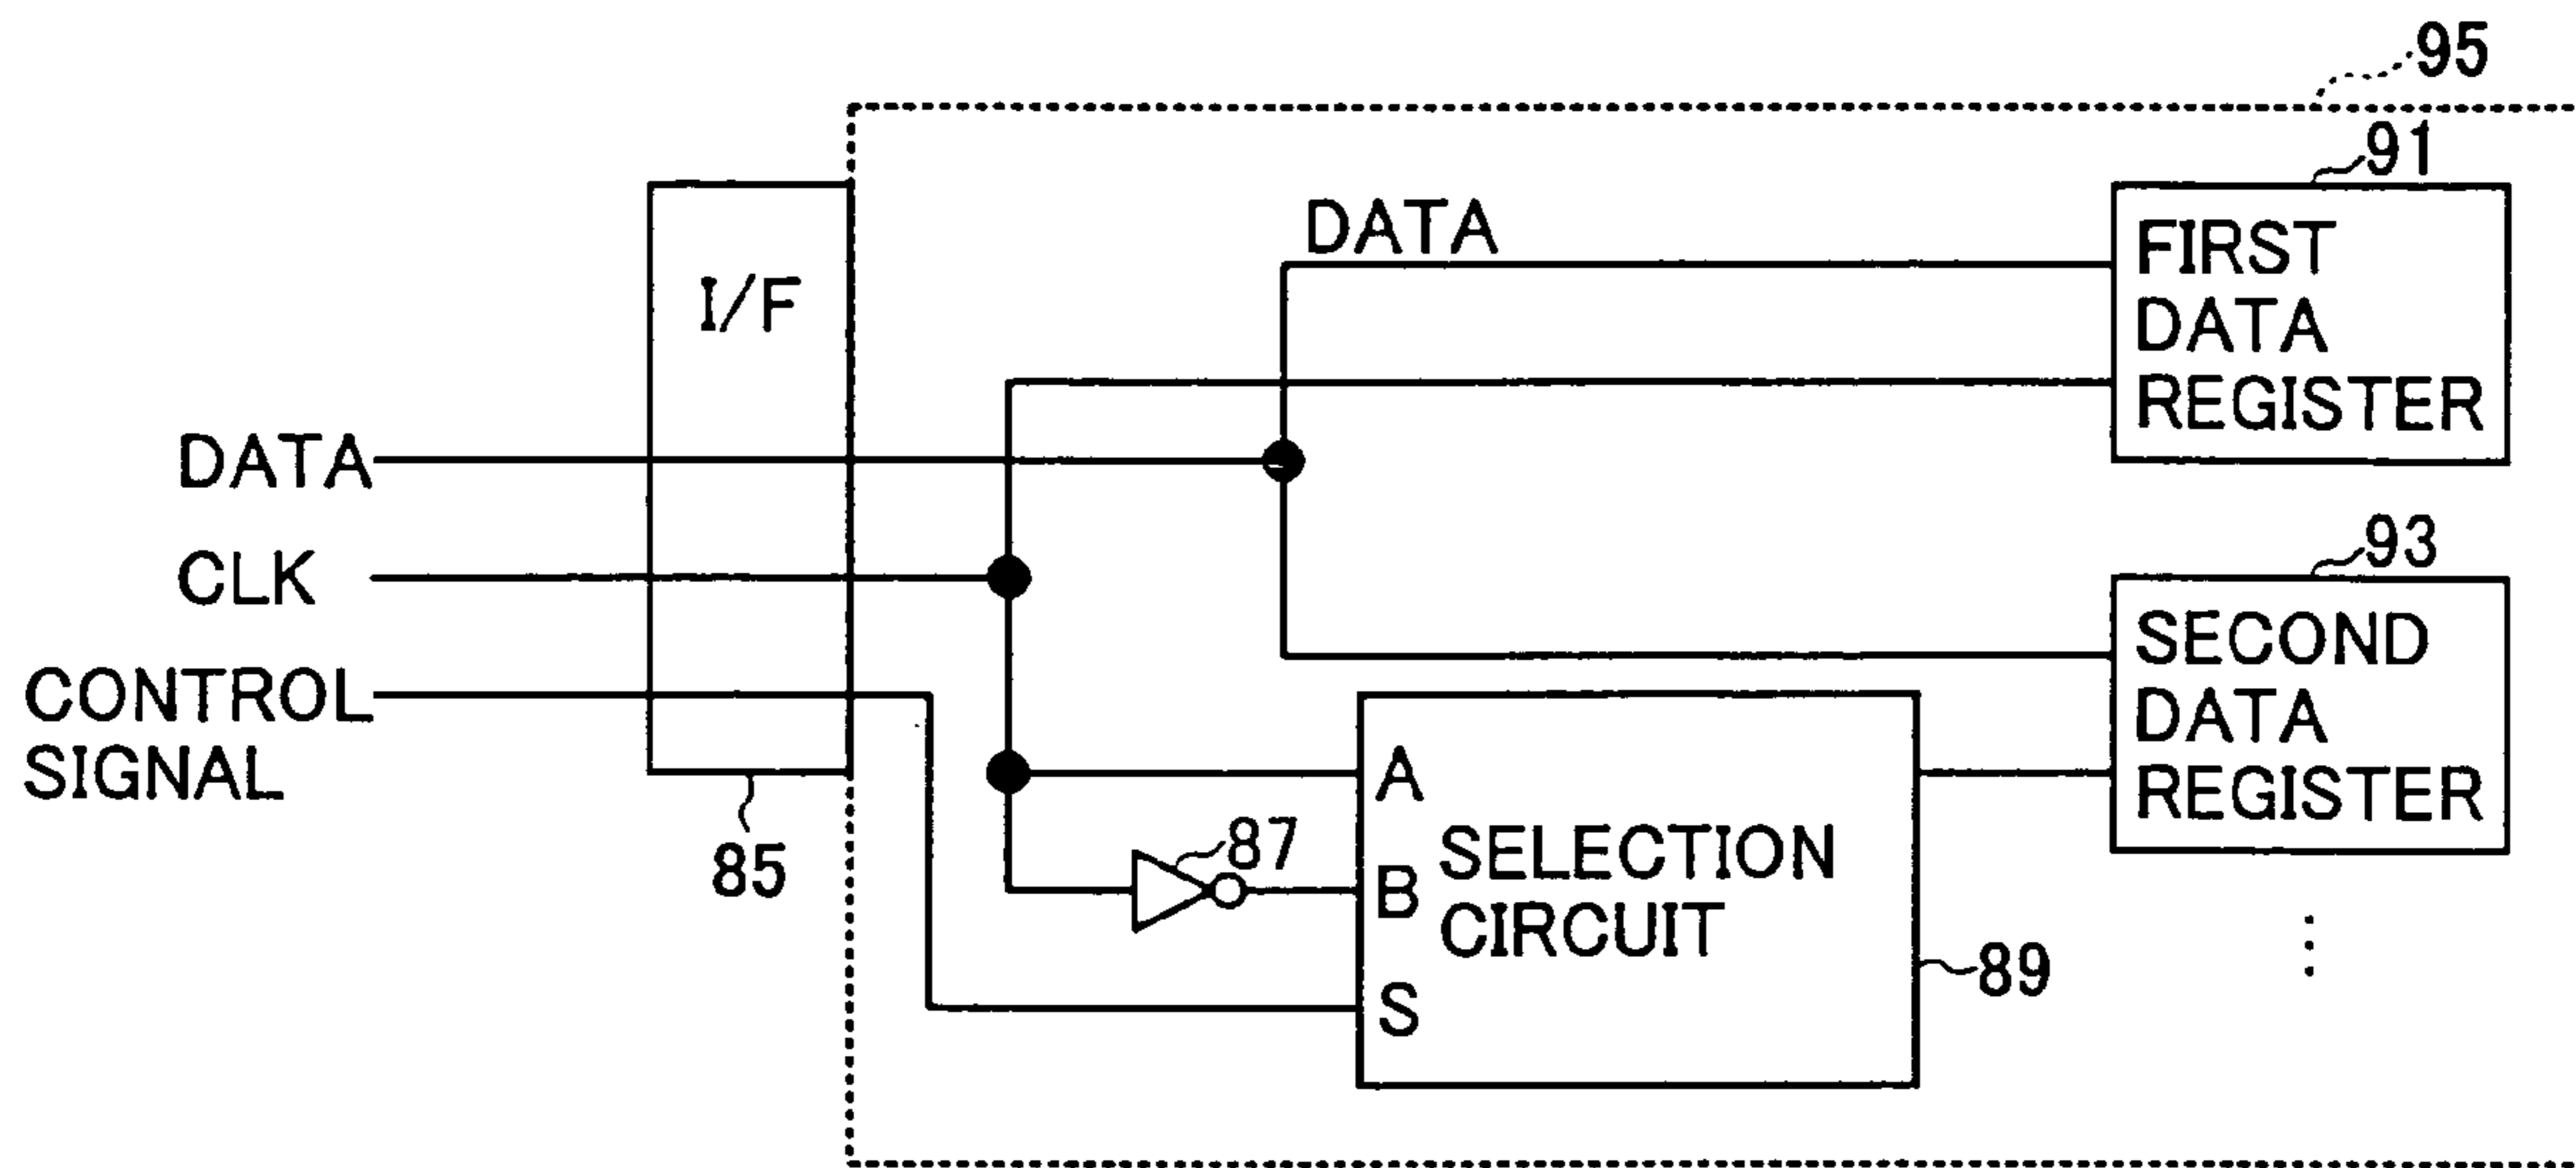 95
91
DATA
FIRST
DATA
REGISTER
I/F
DATA
CLK
CONTROL
SIGNAL
85
93
SECOND
DATA
REGISTER
A
B
S
87
SELECTION
CIRCUIT
89